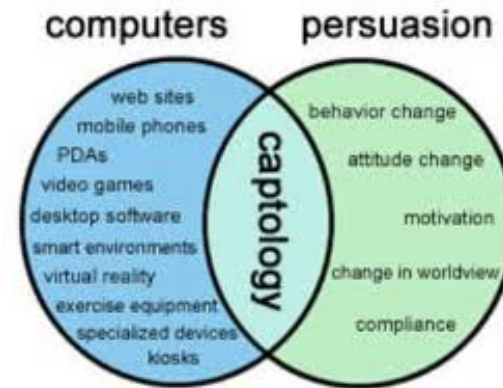 computers
persuasion
web sites
mobile phones
PDAs
video games
desktop software
smart environments
virtual reality
exercise equipment
specialized devices
kiosks
captology
behavior change
attitude change
motivation
change in worldview
compliance